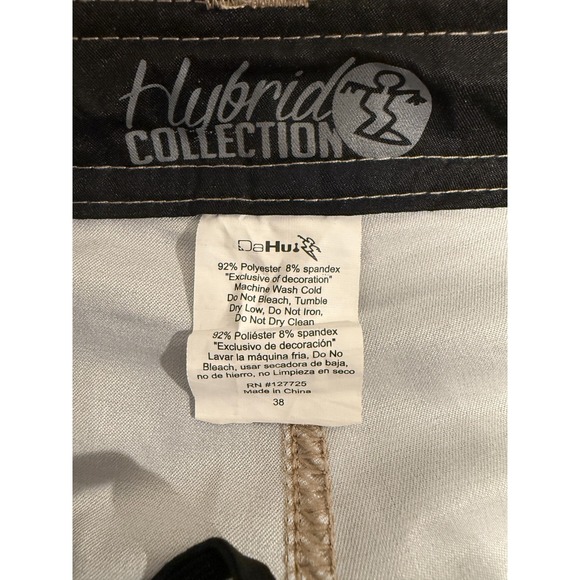 Hybrid
COLLECTION
DaHui
92% Polyester 8% spandex
"Exclusive of decoration"
Machine Wash Cold
Do Not Bleach, Tumble
Dry Low, Do Not Iron,
Do Not Dry Clean
92% Poliéster 8% spandex
"Exclusivo de decoración"
Lavar la máquina fria, Do No
Bleach, usar secadora de baja,
no de hierro, no Limpieza en seco
RN #127725
Made in China
38